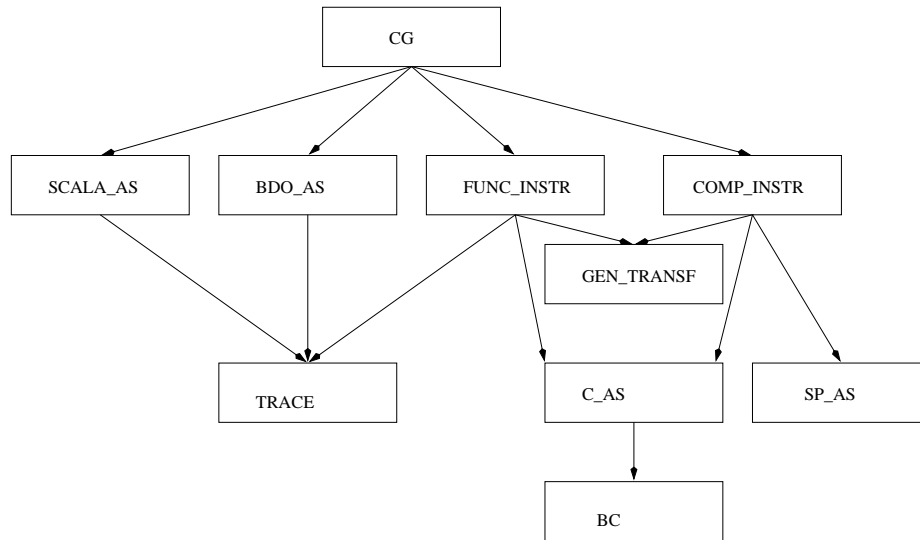 CG
SCALA_AS
BDO_AS
FUNC_INSTR
COMP_INSTR
GEN_TRANSF
TRACE
C_AS
SP_AS
BC